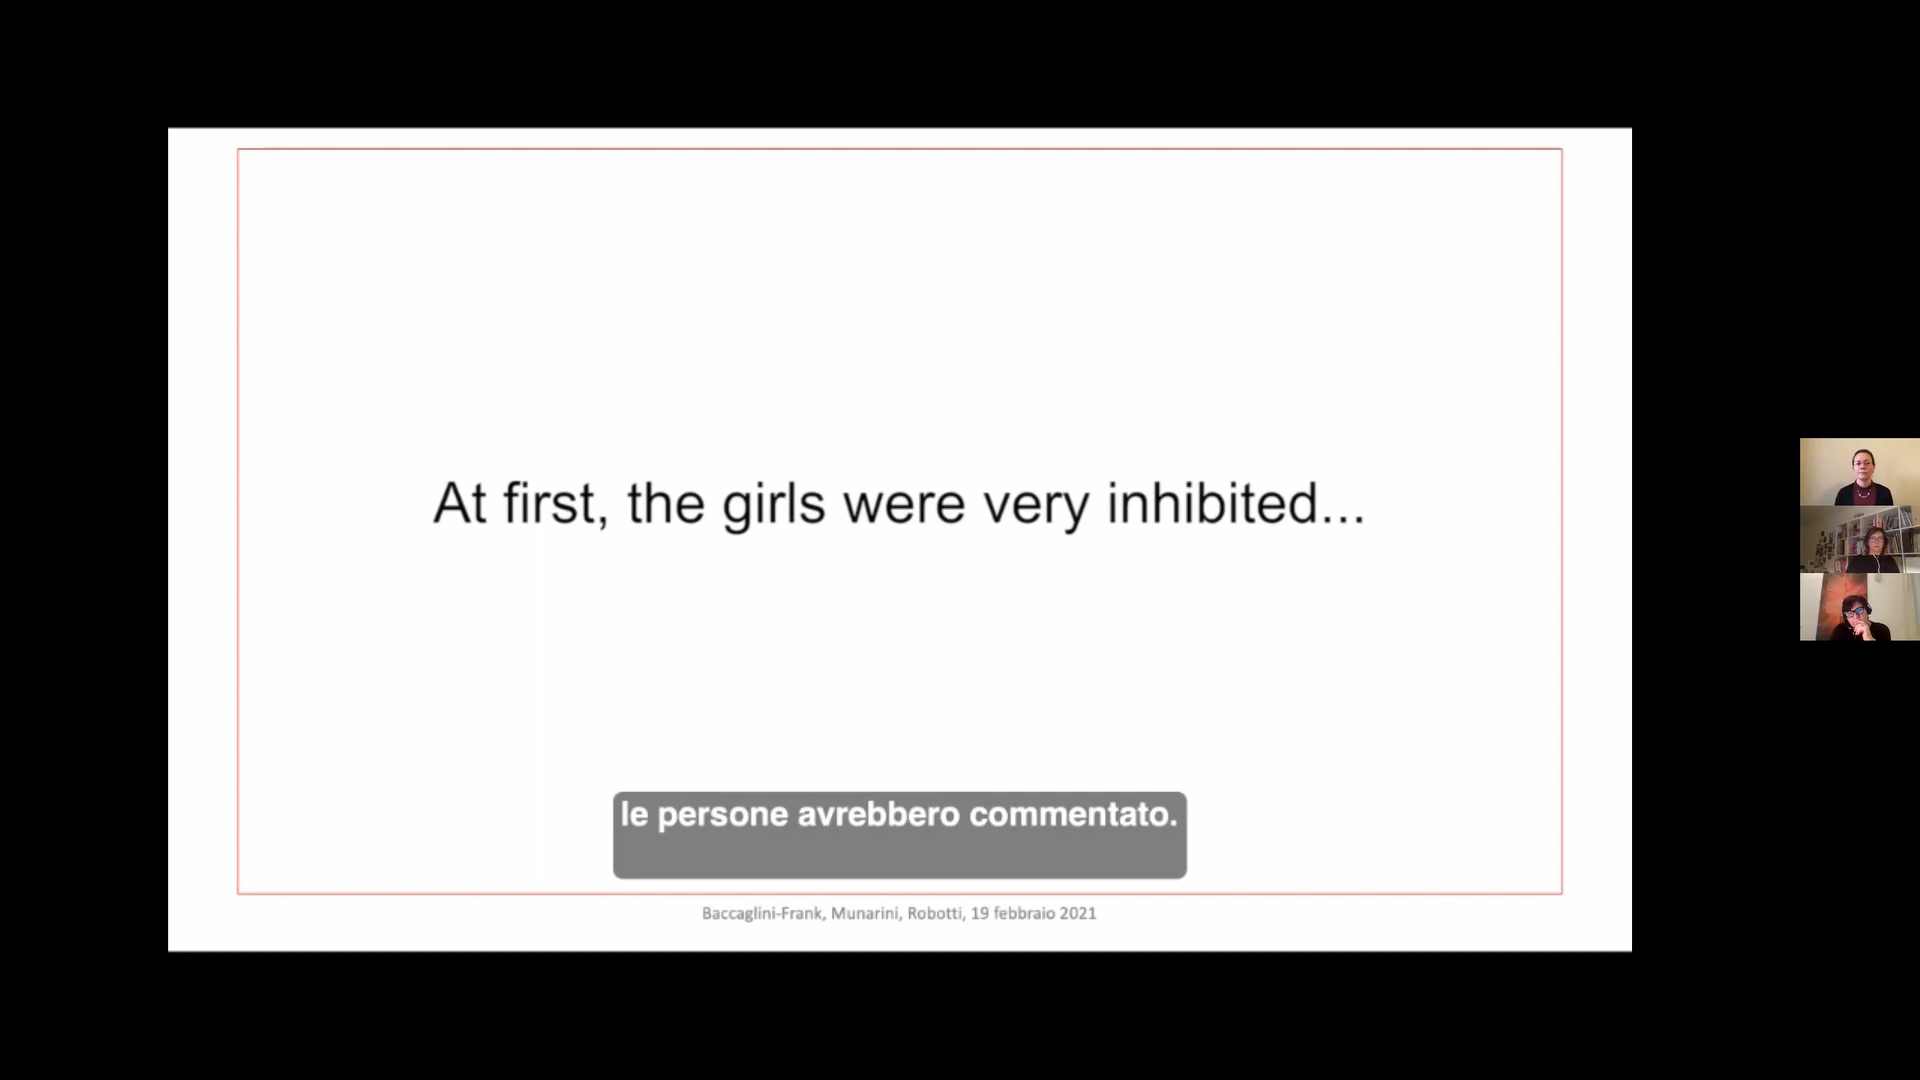 At first, the girls were very inhibited...
le persone avrebbero commentato.
Baccaglini-Frank, Munarini, Robotti, 19 febbraio 2021